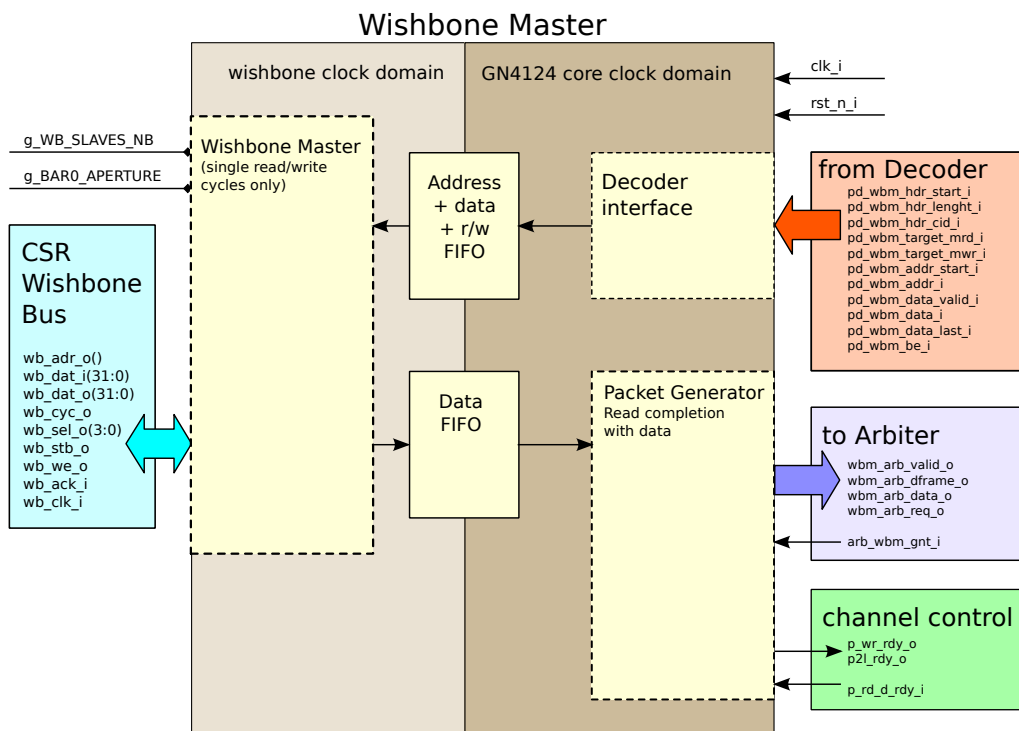 Wishbone Master
wishbone clock domain
GN4124 core clock domain
clk_i
rst_n_i
g_WB_SLAVES_NB
g_BAR0_APERTURE
Wishbone Master
(single read/write
cycles only)
Address
+ data
+ r/w
FIFO
Decoder
interface
from Decoder
pd_wbm_hdr_start_i
pd_wbm_hdr_lenght_i
pd_wbm_hdr_cid_i
pd_wbm_target_mrd_i
pd_wbm_target_mwr_i
pd_wbm_addr_start_i
pd_wbm_addr_i
pd_wbm_data_valid_i
pd_wbm_data_i
pd_wbm_data_last_i
pd_wbm_be_i
CSR
Wishbone
Bus
wb_adr_o()
wb_dat_i(31:0)
wb_dat_o(31:0)
wb_cyc_o
wb_sel_o(3:0)
wb_stb_o
wb_we_o
wb_ack_i
wb_clk_i
Data
FIFO
Packet Generator
Read completion
with data
to Arbiter
wbm_arb_valid_o
wbm_arb_dframe_o
wbm_arb_data_o
wbm_arb_req_o
arb_wbm_gnt_i
channel control
p_wr_rdy_o
p2l_rdy_o
p_rd_d_rdy_i